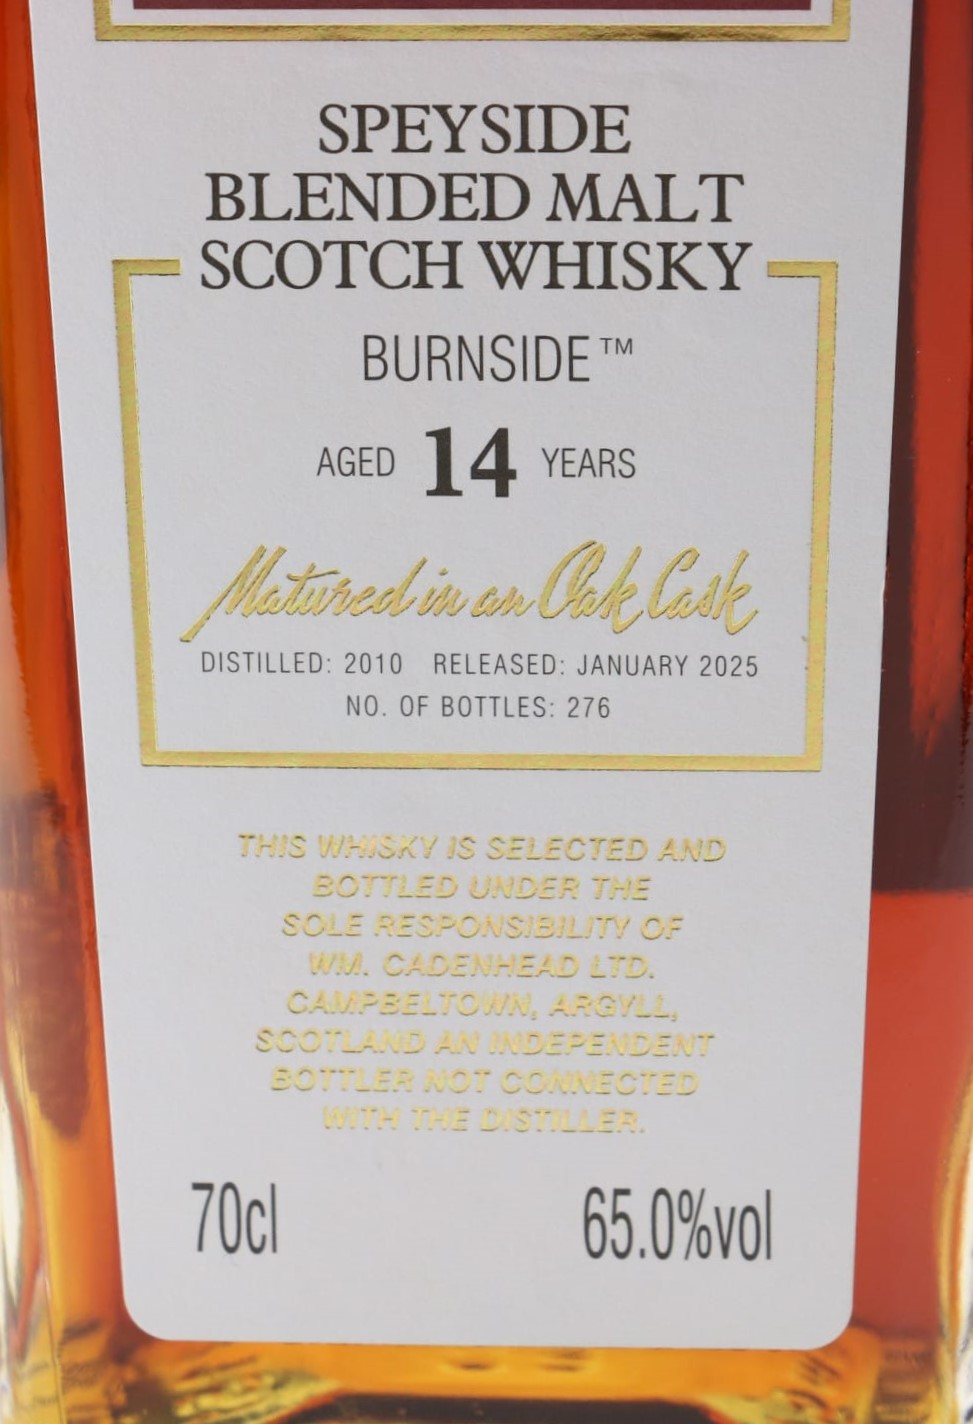 SPEYSIDE
BLENDED MALT
SCOTCH WHISKY
BURNSIDE™
AGED 14 YEARS
Matured in an Oak Cask
DISTILLED: 2010 RELEASED: JANUARY 2025
NO. OF BOTTLES: 276
THIS WHISKY IS SELECTED AND
BOTTLED UNDER THE
SOLE RESPONSIBILITY OF
WM. CADENHEAD LTD.
CAMPBELTOWN, ARGYLL,
SCOTLAND AN INDEPENDENT
BOTTLER NOT CONNECTED
WITH THE DISTILLER.
70cl 65.0%vol